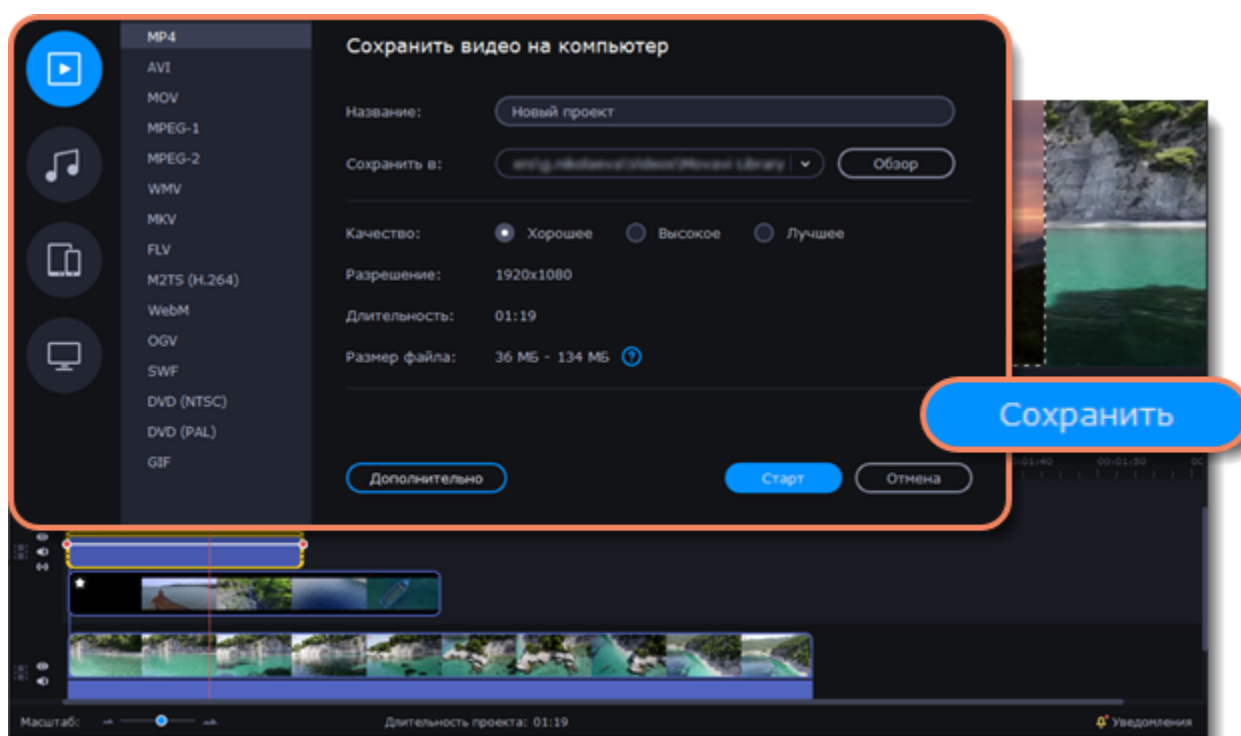 MP4
AVI
MOV
MPEG-1
MPEG-2
WMV
MKV
FLV
M2TS (H.264)
WebM
OGV
SWF
DVD (NTSC)
DVD (PAL)
GIF
Сохранить видео на компьютер
Название: Новый проект
Сохранить в: Обзор
Качество: Хорошее Высокое Лучшее
Разрешение: 1920x1080
Длительность: 01:19
Размер файла: 36 МБ - 134 МБ ?
Дополнительно Старт Отмена
Сохранить
00:01:50
Масштаб: Длительность проекта: 01:19 Уведомления